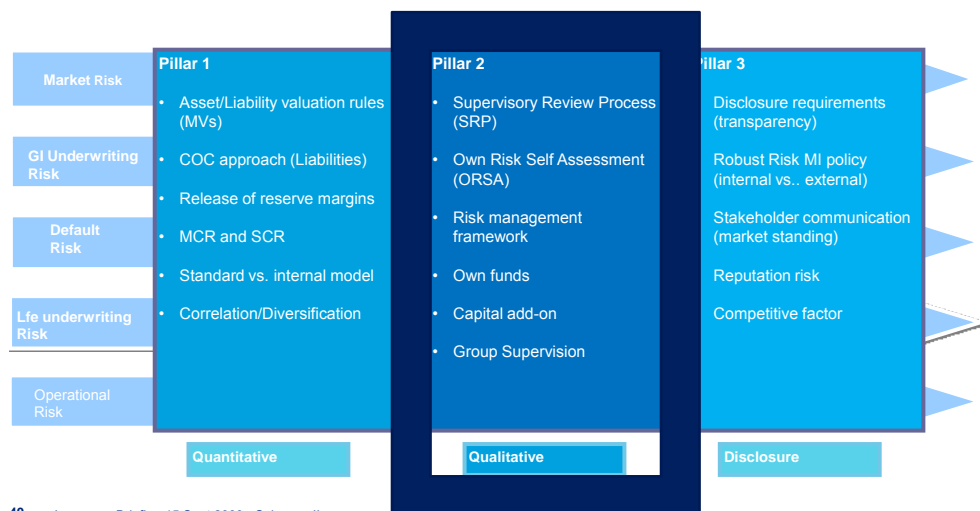 Market Risk
GI Underwriting
Risk
Default
Risk
Lfe underwriting
Risk
Operational
Risk
Pillar 1
• Asset/Liability valuation rules
(MVs)
• COC approach (Liabilities)
• Release of reserve margins
• MCR and SCR
• Standard vs. internal model
• Correlation/Diversification
Quantitative
Pillar 2
• Supervisory Review Process
(SRP)
• Own Risk Self Assessment
(ORSA)
• Risk management
framework
• Own funds
• Capital add-on
• Group Supervision
Qualitative
illar 3
Disclosure requirements
(transparency)
Robust Risk MI policy
(internal vs.. external)
Stakeholder communication
(market standing)
Reputation risk
Competitive factor
Disclosure